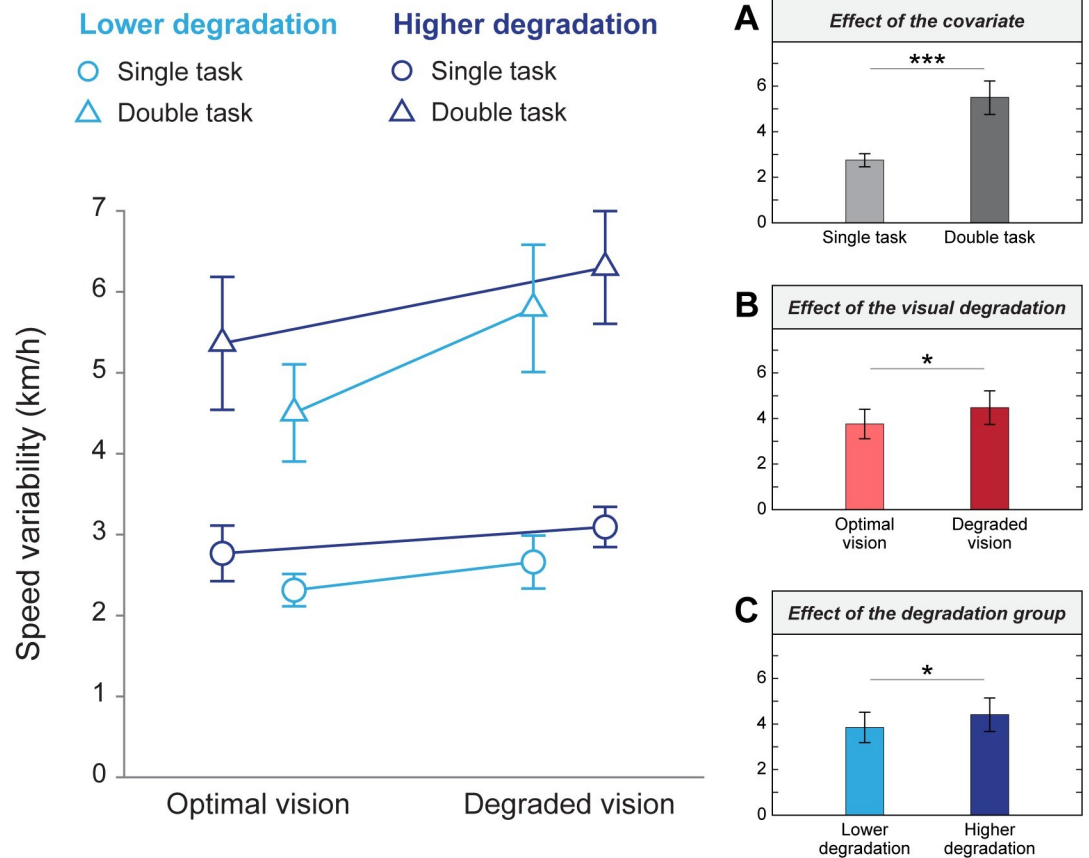 Lower degradation
Single task
Double task
Higher degradation
Single task
Double task
Speed variability (km/h)
7
6
5
4
3
2
1
0
Optimal vision
Degraded vision
A
Effect of the covariate
***
6
4
2
0
Single task
Double task
B
Effect of the visual degradation
*
6
4
2
0
Optimal
vision
Degraded
vision
C
Effect of the degradation group
*
6
4
2
0
Lower
degradation
Higher
degradation